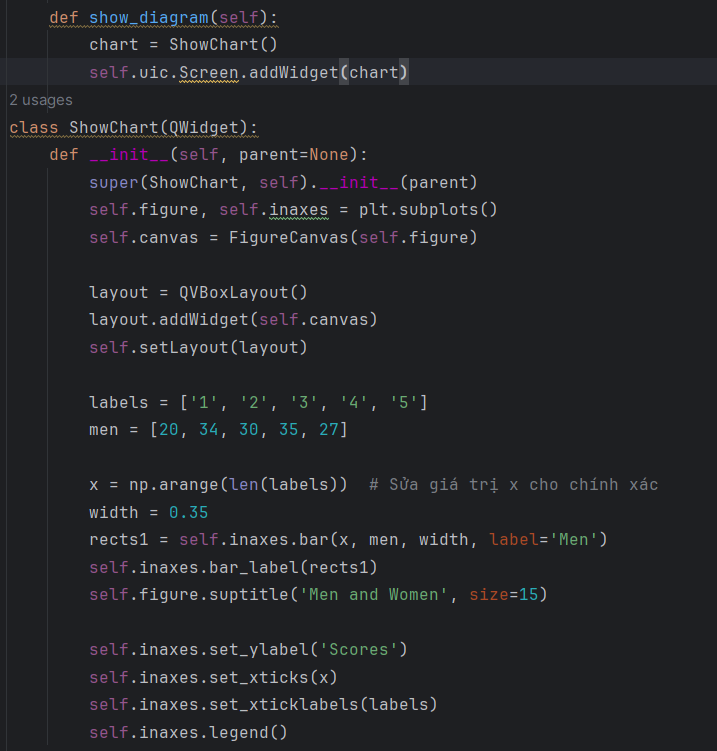 def show_diagram(self):
chart = ShowChart()
self.uic.Screen.addWidget(chart)
2 usages
class ShowChart(QWidget):
def __init__(self, parent=None):
super(ShowChart, self).__init__(parent)
self.figure, self.inaxes = plt.subplots()
self.canvas = FigureCanvas(self.figure)
layout = QVBoxLayout()
layout.addWidget(self.canvas)
self.setLayout(layout)
labels = ['1', '2', '3', '4', '5']
men = [20, 34, 30, 35, 27]
x = np.arange(len(labels))  # Sửa giá trị x cho chính xác
width = 0.35
rects1 = self.inaxes.bar(x, men, width, label='Men')
self.inaxes.bar_label(rects1)
self.figure.suptitle('Men and Women', size=15)
self.inaxes.set_ylabel('Scores')
self.inaxes.set_xticks(x)
self.inaxes.set_xticklabels(labels)
self.inaxes.legend()